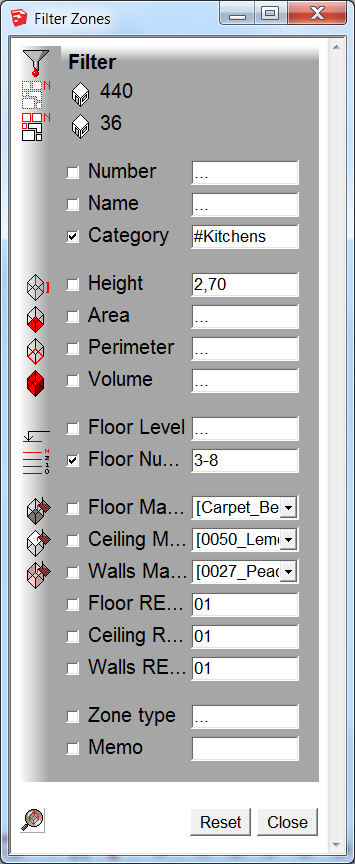 Filter Zones
Filter
440
36
Number ...
Name ...
Category #Kitchens
Height 2,70
Area ...
Perimeter ...
Volume ...
Floor Level ...
Floor Nu... 3-8
Floor Ma... [Carpet_Be
Ceiling M... [0050_Lem
Walls Ma... [0027_Peac
Floor RE... 01
Ceiling R... 01
Walls RE... 01
Zone type ...
Memo
Reset Close